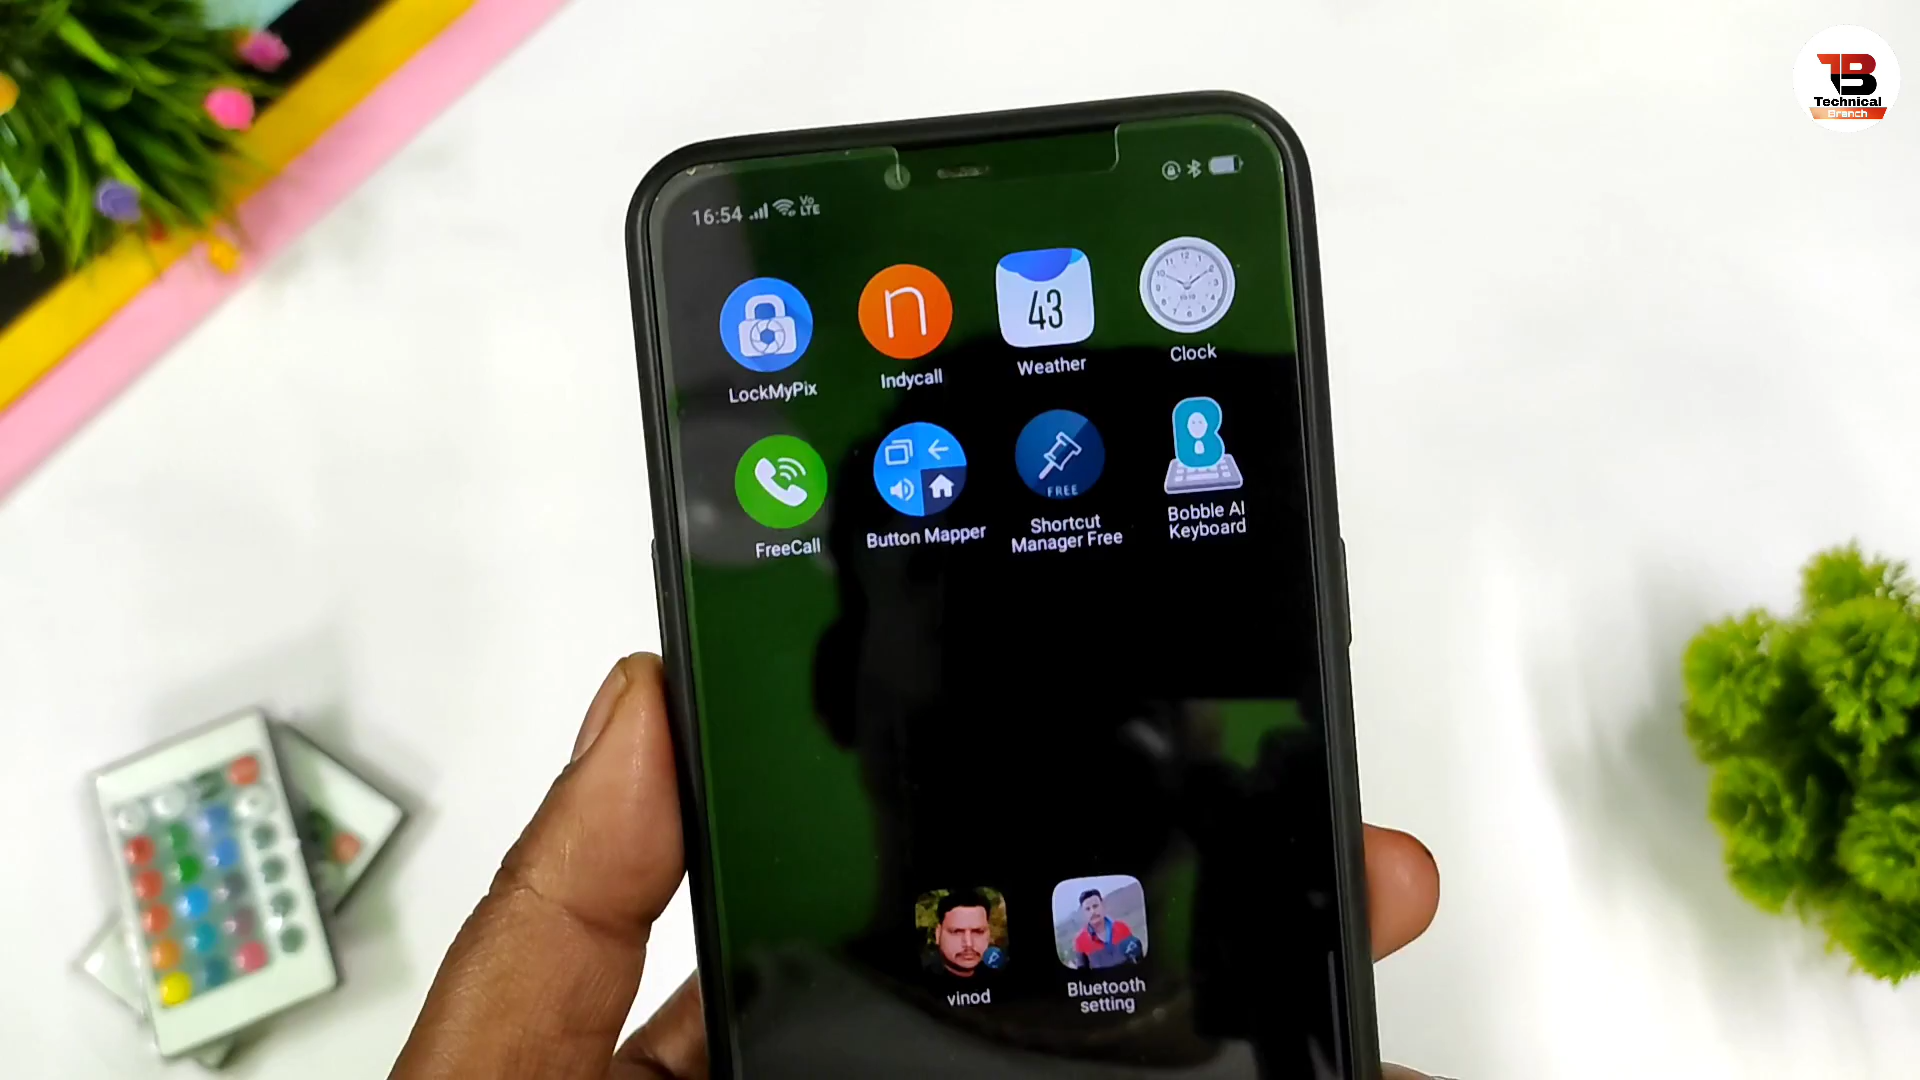 1B
Technical
Branch
16:54 Vo LTE
43
LockMyPix
Indycall
Weather
Clock
FREE
FreeCall
Button Mapper
Shortcut
Manager Free
Bobble AI
Keyboard
vinod
Bluetooth
setting